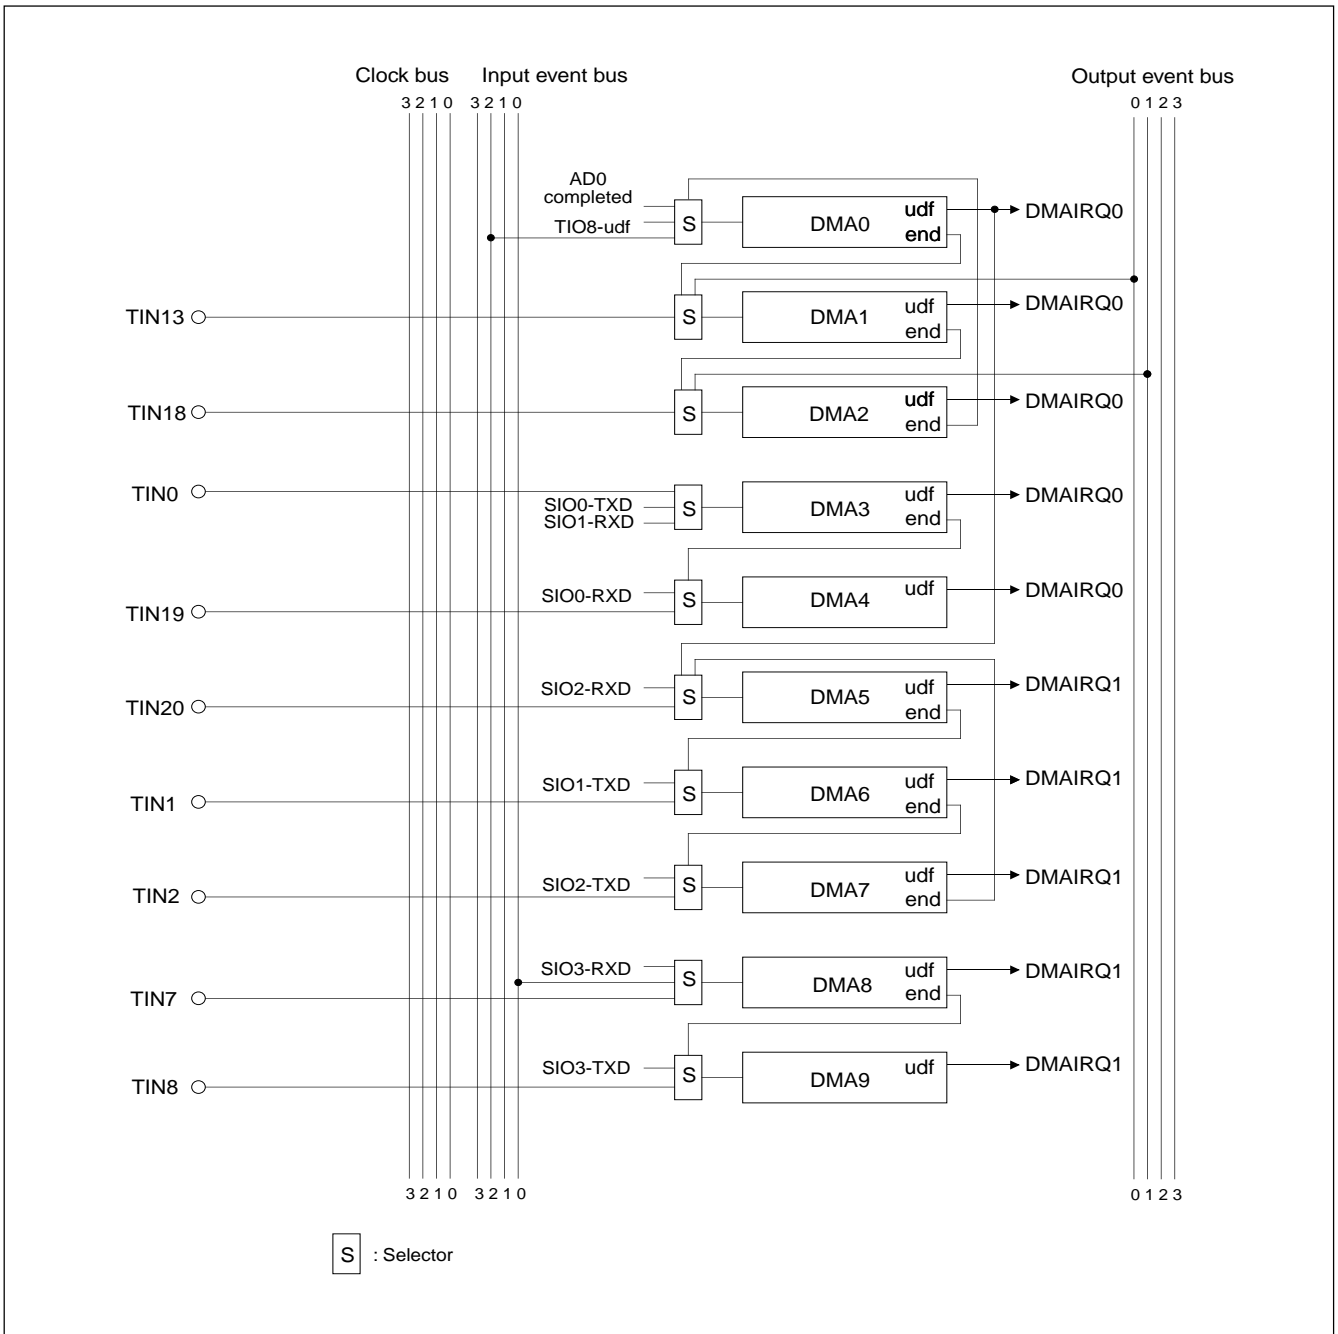 Clock bus Input event bus Output event bus
3 2 1 0 3 2 1 0 0 1 2 3
AD0
completed
TIO8-udf
S
DMA0
udf
end
DMAIRQ0
TIN13
S
DMA1
udf
end
DMAIRQ0
TIN18
S
DMA2
udf
end
DMAIRQ0
TIN0
SIO0-TXD
SIO1-RXD
S
DMA3
udf
end
DMAIRQ0
TIN19
SIO0-RXD
S
DMA4
udf
DMAIRQ0
TIN20
SIO2-RXD
S
DMA5
udf
end
DMAIRQ1
TIN1
SIO1-TXD
S
DMA6
udf
end
DMAIRQ1
TIN2
SIO2-TXD
S
DMA7
udf
end
DMAIRQ1
TIN7
SIO3-RXD
S
DMA8
udf
end
DMAIRQ1
TIN8
SIO3-TXD
S
DMA9
udf
DMAIRQ1
3 2 1 0 3 2 1 0 0 1 2 3
S : Selector